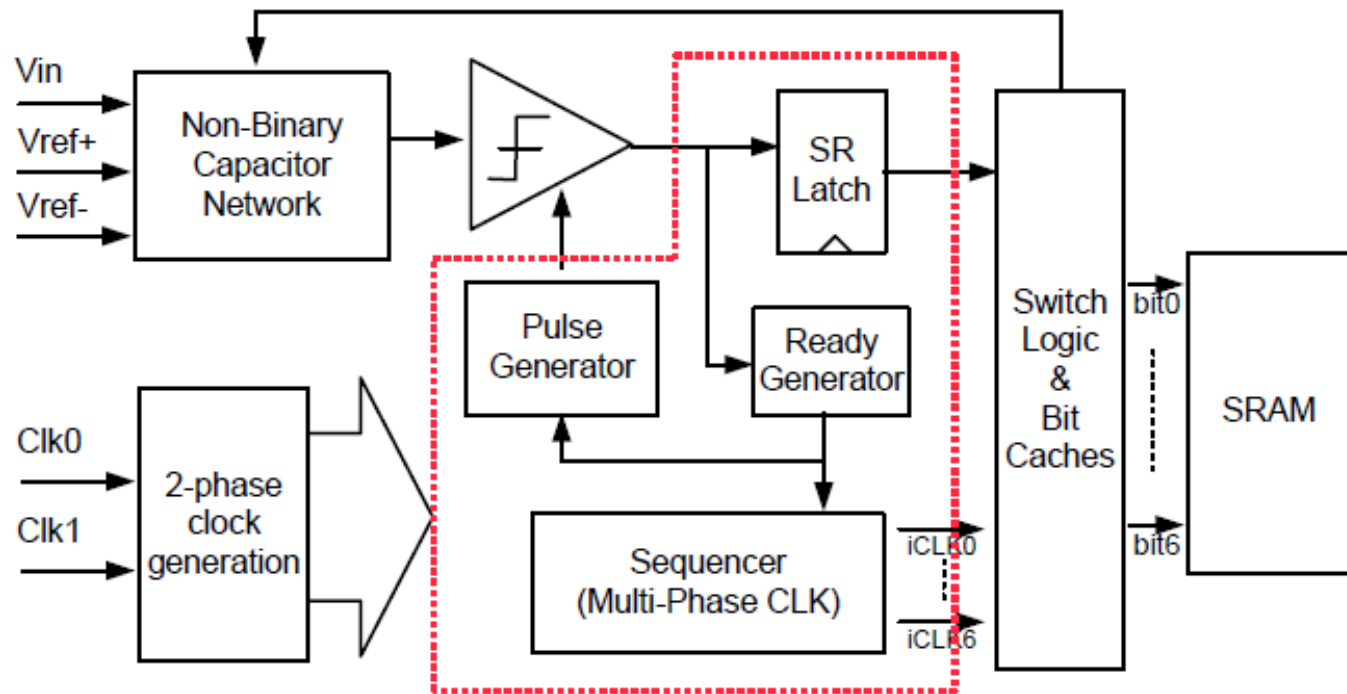 Vin
Vref+
Vref-
Non-Binary
Capacitor
Network
SR
Latch
Pulse
Generator
Ready
Generator
Switch
Logic
&
Bit
Caches
bit0
bit6
SRAM
Clk0
Clk1
2-phase
clock
generation
Sequencer
(Multi-Phase CLK)
iCLK0
iCLK6